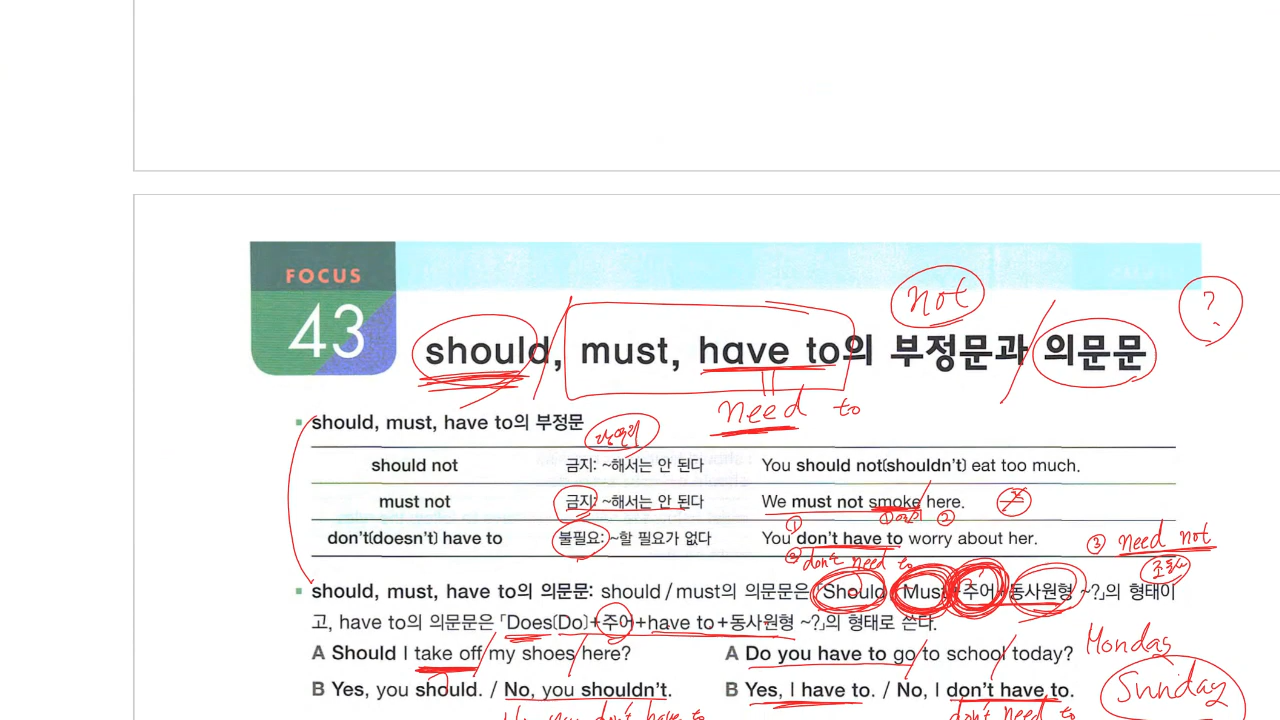 FOCUS
43
not
?
should, must, have to의 부정문과 의문문
need to
should, must, have to의 부정문
should not 금지: ~해서는 안 된다 You should not(shouldn't) eat too much.
must not 금지: ~해서는 안 된다 We must not smoke here.
① ① ②
don't(doesn't) have to 불필요: ~할 필요가 없다 You don't have to worry about her.
③ need not
② don't need to
should, must, have to의 의문문: should/must의 의문문은 「Should Must+주어+동사원형 ~?」의 형태이
고, have to의 의문문은 「Does(Do)+주어+have to+동사원형 ~?」의 형태로 쓴다.
A Should I take off my shoes here? A Do you have to go to school today?
Monday
B Yes, you should. / No, you shouldn't. B Yes, I have to. / No, I don't have to.
Sunday
don't have to
don't need to